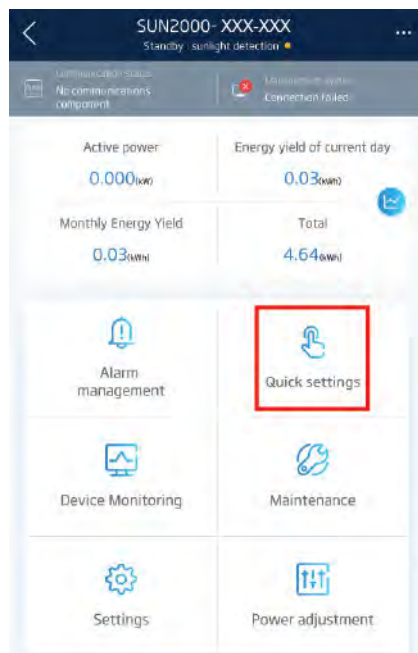 SUN2000- XXX-XXX
Standby : sunlight detection
No communications
component
Connection failed
Active power
Energy yield of current day
0.000(kW)
0.03(kWh)
Monthly Energy Yield
Total
0.03(kWh)
4.64(kWh)
Alarm
management
Quick settings
Device Monitoring
Maintenance
Settings
Power adjustment